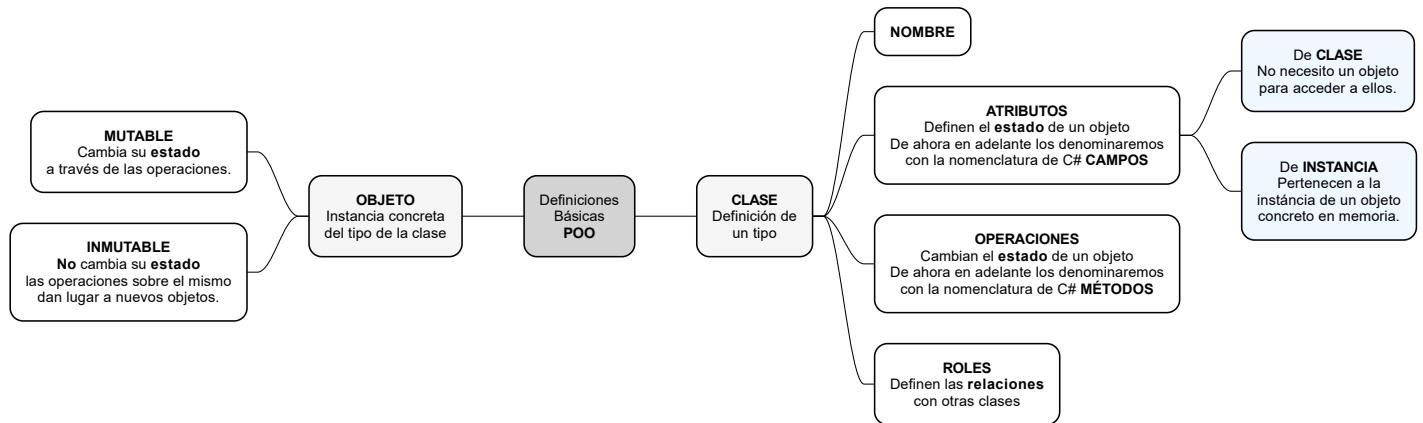 MUTABLE
Cambia su estado
a través de las operaciones.
INMUTABLE
No cambia su estado
las operaciones sobre el mismo
dan lugar a nuevos objetos.
OBJETO
Instancia concreta
del tipo de la clase
Definiciones
Básicas
POO
CLASE
Definición de
un tipo
NOMBRE
ATRIBUTOS
Definen el estado de un objeto
De ahora en adelante los denominaremos
con la nomenclatura de C# CAMPOS
De CLASE
No necesito un objeto
para acceder a ellos.
De INSTANCIA
Pertenecen a la
instáncia de un objeto
concreto en memoria.
OPERACIONES
Cambian el estado de un objeto
De ahora en adelante los denominaremos
con la nomenclatura de C# MÉTODOS
ROLES
Definen las relaciones
con otras clases